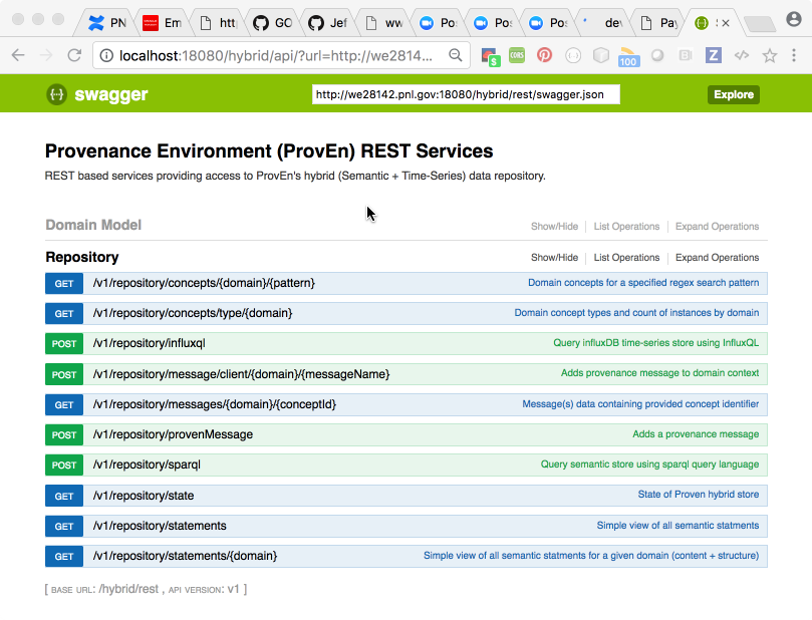 PN
Em
htt
GO
Jef
ww
Po
Pos
Pos
dev
Pay
localhost:18080/hybrid/api/?url=http://we2814...
$
CORS
100
Z
{···} swagger
http://we28142.pnl.gov:18080/hybrid/rest/swagger.json
Explore
Provenance Environment (ProvEn) REST Services
REST based services providing access to ProvEn's hybrid (Semantic + Time-Series) data repository.
Domain Model Show/Hide List Operations Expand Operations
Repository Show/Hide List Operations Expand Operations
GET /v1/repository/concepts/{domain}/{pattern} Domain concepts for a specified regex search pattern
GET /v1/repository/concepts/type/{domain} Domain concept types and count of instances by domain
POST /v1/repository/influxql Query influxDB time-series store using InfluxQL
POST /v1/repository/message/client/{domain}/{messageName} Adds provenance message to domain context
GET /v1/repository/messages/{domain}/{conceptId} Message(s) data containing provided concept identifier
POST /v1/repository/provenMessage Adds a provenance message
POST /v1/repository/sparql Query semantic store using sparql query language
GET /v1/repository/state State of Proven hybrid store
GET /v1/repository/statements Simple view of all semantic statments
GET /v1/repository/statements/{domain} Simple view of all semantic statments for a given domain (content + structure)
[ BASE URL: /hybrid/rest , API VERSION: v1 ]